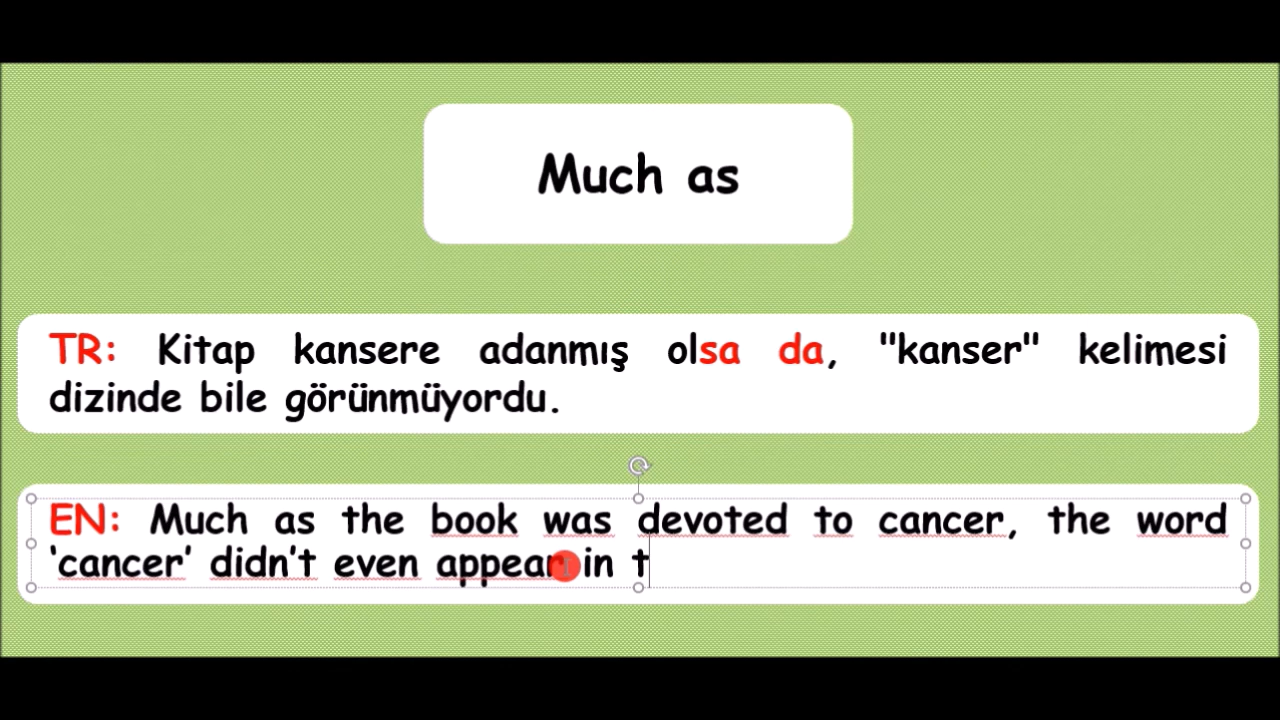 Much as
TR: Kitap kansere adanmış olsa da, "kanser" kelimesi
dizinde bile görünmüyordu.
EN: Much as the book was devoted to cancer, the word
‘cancer’ didn’t even appear in t